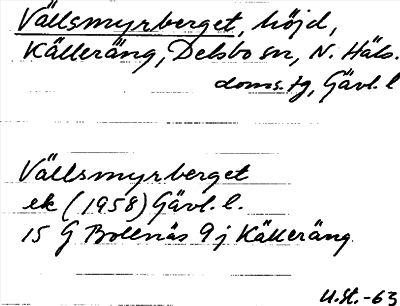 Vällsmyrberget, höjd,
Källeräng, Delsbo sn, N. Häls.
doms.tg, Gävl. l
Vällsmyrberget
ek (1958) Gävl. l.
15 G Bollnäs 9 j Källeräng
U.St.-63